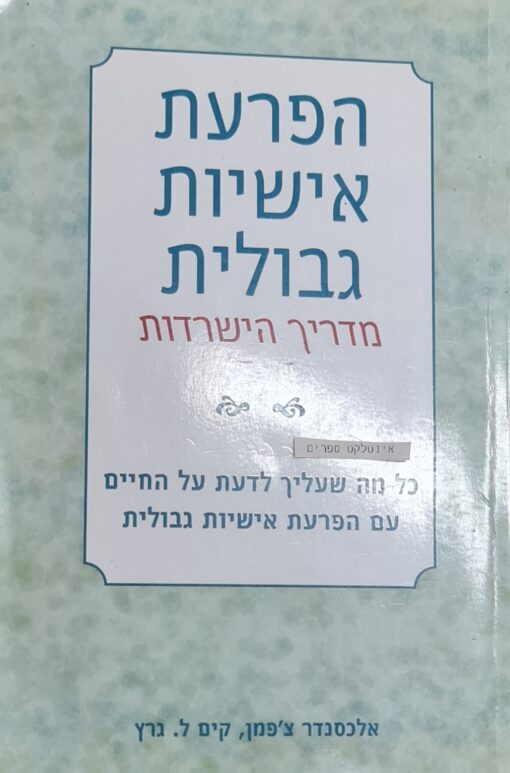 הפרעת
אישיות
גבולית
מדריך הישרדות
אינטלקט ספרים
כל מה שעליך לדעת על החיים
עם הפרעת אישיות גבולית
אלכסנדר צ'פמן, קים ל. גרץ